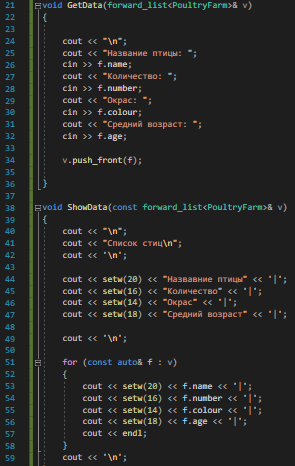 21 void GetData(forward_list<PoultryFarm>& v)
22 {
23
24 cout << "\n";
25 cout << "Название птицы: ";
26 cin >> f.name;
27 cout << "Количество: ";
28 cin >> f.number;
29 cout << "Окрас: ";
30 cin >> f.colour;
31 cout << "Средний возраст: ";
32 cin >> f.age;
33
34 v.push_front(f);
35
36 }
37
38 void ShowData(const forward_list<PoultryFarm>& v)
39 {
40 cout << "\n";
41 cout << "Список стиц\n";
42 cout << '\n';
43
44 cout << setw(20) << "Назавание птицы" << '|';
45 cout << setw(16) << "Количество" << '|';
46 cout << setw(14) << "Окрас" << '|';
47 cout << setw(18) << "Средний возраст" << '|';
48
49 cout << '\n';
50
51 for (const auto& f : v)
52 {
53 cout << setw(20) << f.name << '|';
54 cout << setw(16) << f.number << '|';
55 cout << setw(14) << f.colour << '|';
56 cout << setw(18) << f.age << '|';
57 cout << endl;
58 }
59 cout << '\n';